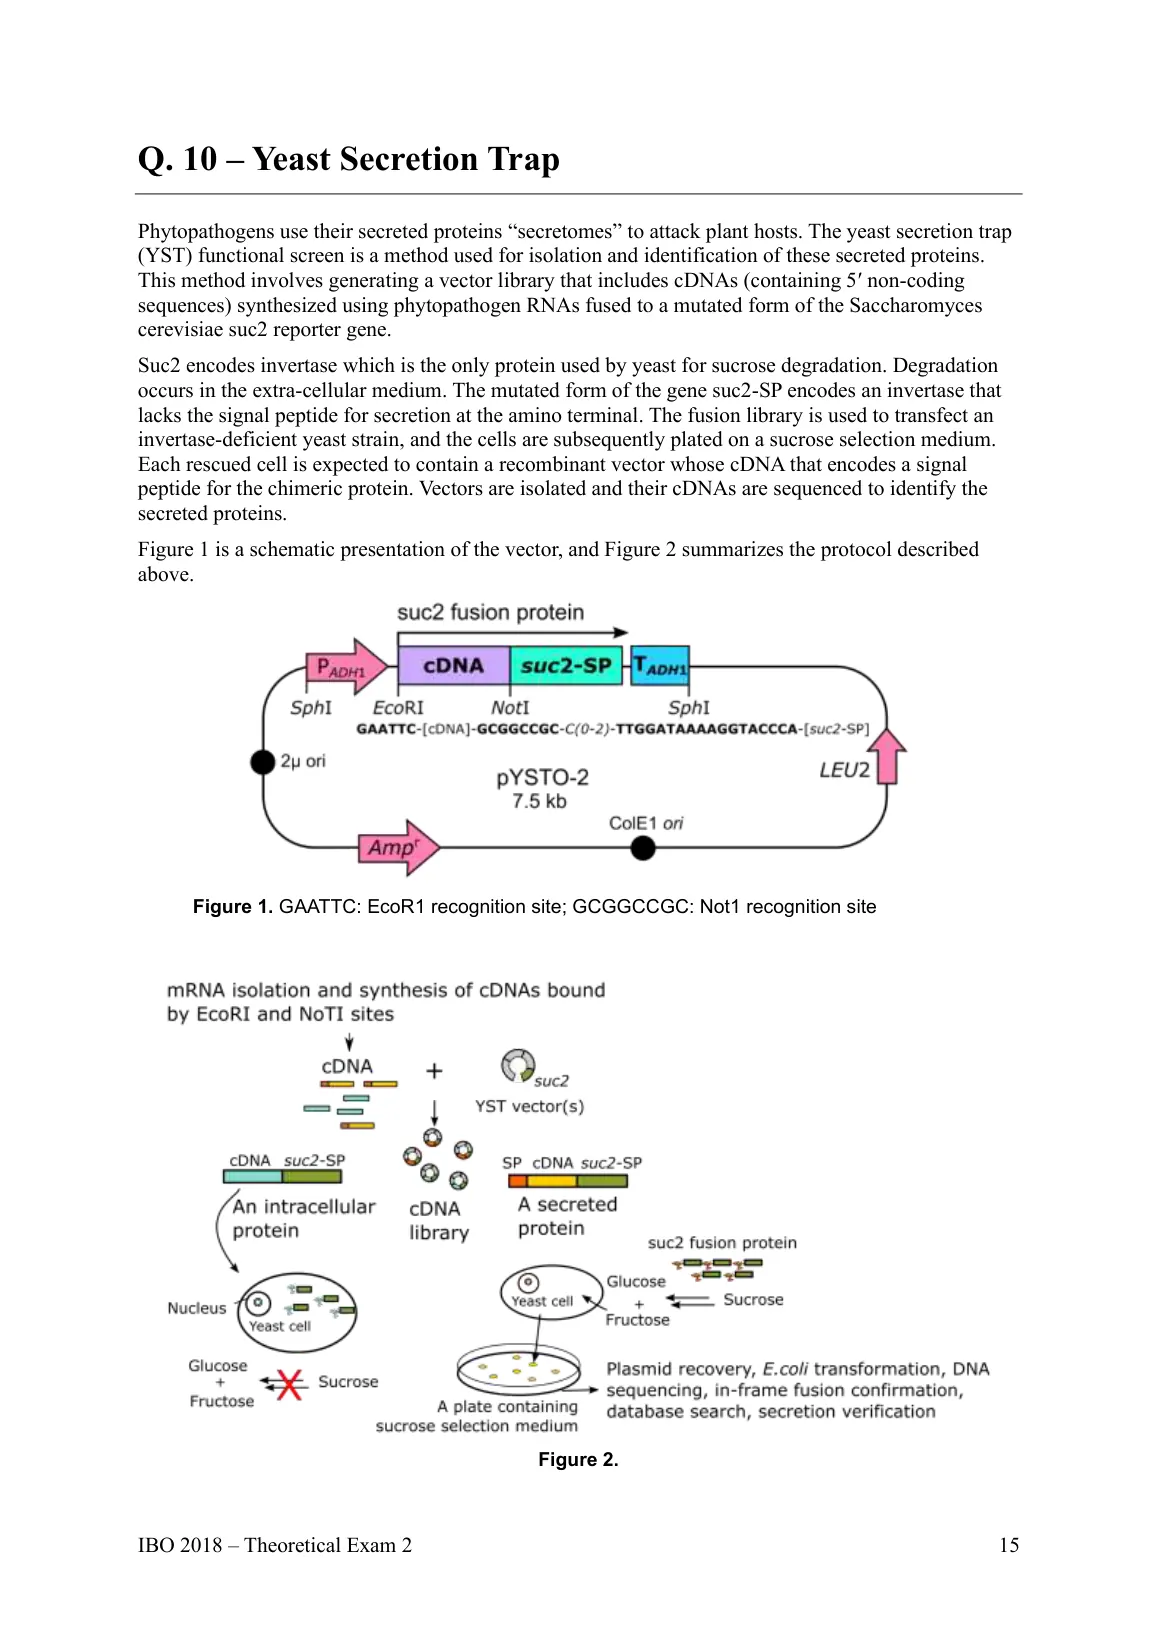 Q. 10 – Yeast Secretion Trap
Phytopathogens use their secreted proteins “secretomes” to attack plant hosts. The yeast secretion trap
(YST) functional screen is a method used for isolation and identification of these secreted proteins.
This method involves generating a vector library that includes cDNAs (containing 5′ non-coding
sequences) synthesized using phytopathogen RNAs fused to a mutated form of the Saccharomyces
cerevisiae suc2 reporter gene.
Suc2 encodes invertase which is the only protein used by yeast for sucrose degradation. Degradation
occurs in the extra-cellular medium. The mutated form of the gene suc2-SP encodes an invertase that
lacks the signal peptide for secretion at the amino terminal. The fusion library is used to transfect an
invertase-deficient yeast strain, and the cells are subsequently plated on a sucrose selection medium.
Each rescued cell is expected to contain a recombinant vector whose cDNA that encodes a signal
peptide for the chimeric protein. Vectors are isolated and their cDNAs are sequenced to identify the
secreted proteins.
Figure 1 is a schematic presentation of the vector, and Figure 2 summarizes the protocol described
above.
suc2 fusion protein
PADH1 cDNA suc2-SP TADH1
SphI EcoRI NotI SphI
GAATTC-[cDNA]-GCGGCCGC-C(0-2)-TTGGATAAAAGGTACCCA-[suc2-SP]
2µ ori
pYSTO-2
7.5 kb
LEU2
ColE1 ori
Ampr
Figure 1. GAATTC: EcoR1 recognition site; GCGGCCGC: Not1 recognition site
mRNA isolation and synthesis of cDNAs bound
by EcoRI and NoTI sites
cDNA
+
suc2
YST vector(s)
cDNA suc2-SP
An intracellular
protein
cDNA
library
SP cDNA suc2-SP
A secreted
protein
suc2 fusion protein
Nucleus
Yeast cell
Yeast cell
Glucose
+
Fructose
Sucrose
Glucose
+
Fructose
Sucrose
A plate containing
sucrose selection medium
Plasmid recovery, E.coli transformation, DNA
sequencing, in-frame fusion confirmation,
database search, secretion verification
Figure 2.
IBO 2018 – Theoretical Exam 2 15